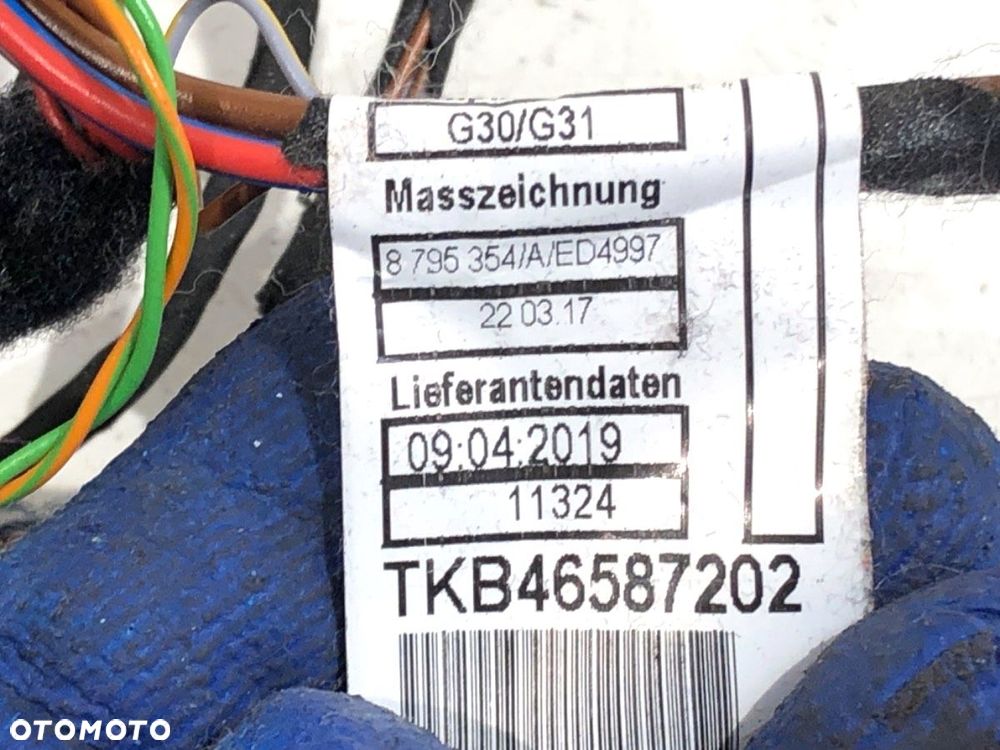 G30/G31
Masszeichnung
8 795 354/A/ED4997
22 03.17
Lieferantendaten
09:04:2019
11324
TKB46587202
OTOMOTO